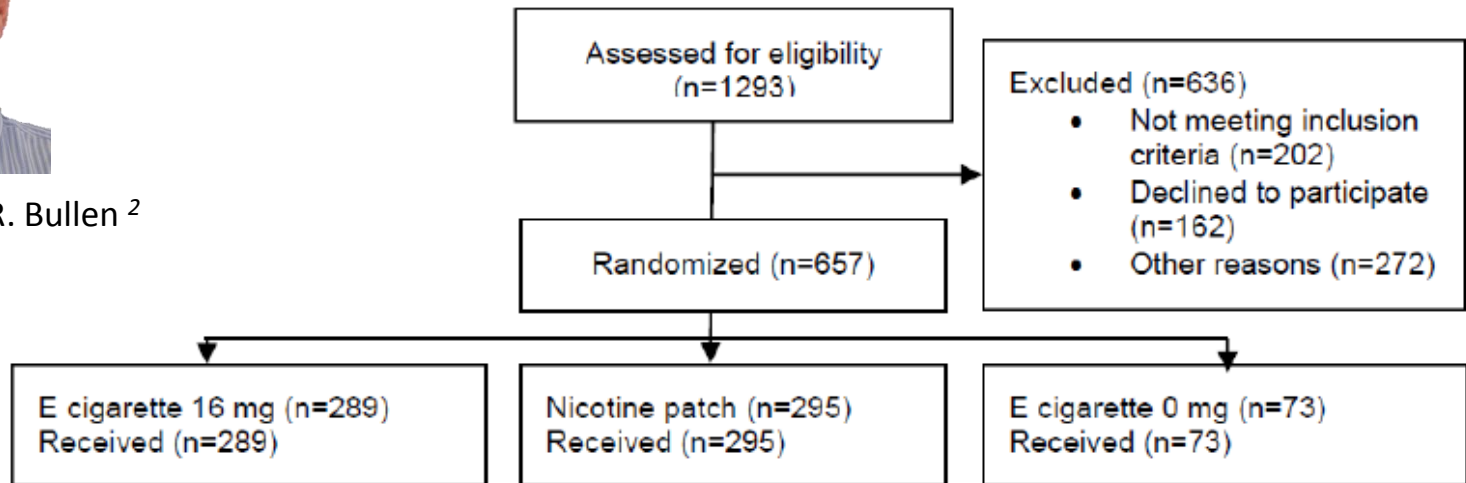 Assessed for eligibility
(n=1293)
Excluded (n=636)
• Not meeting inclusion
criteria (n=202)
• Declined to participate
(n=162)
• Other reasons (n=272)
R. Bullen 2
Randomized (n=657)
E cigarette 16 mg (n=289)
Received (n=289)
Nicotine patch (n=295)
Received (n=295)
E cigarette 0 mg (n=73)
Received (n=73)